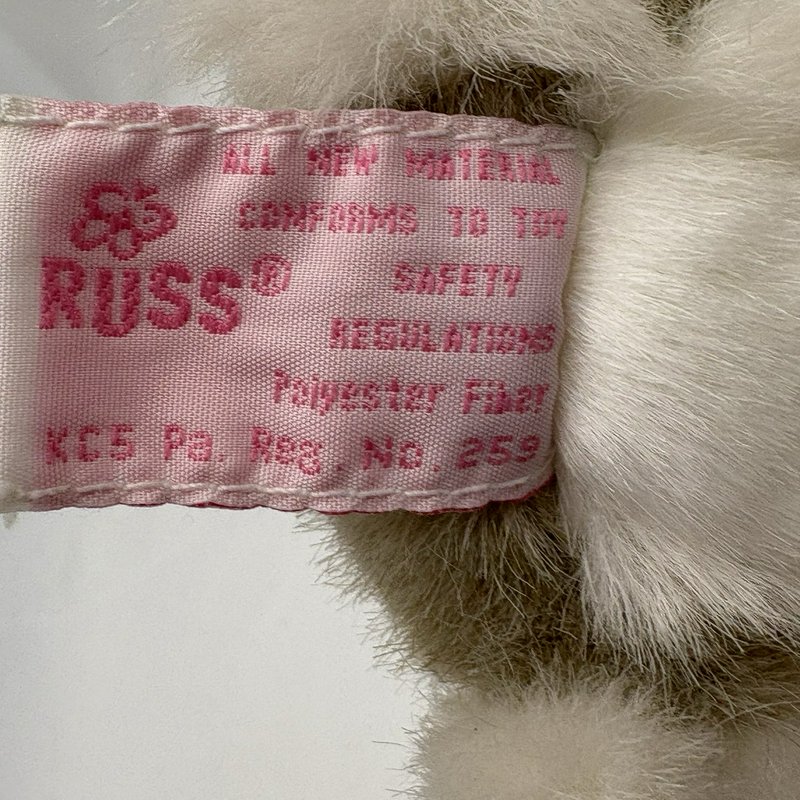 ALL NEW MATERIAL
CONFORMS TO TOY
SAFETY
REGULATIONS
RUSS®
Polyester Fiber
KC5 Pa. Reg. No. 259